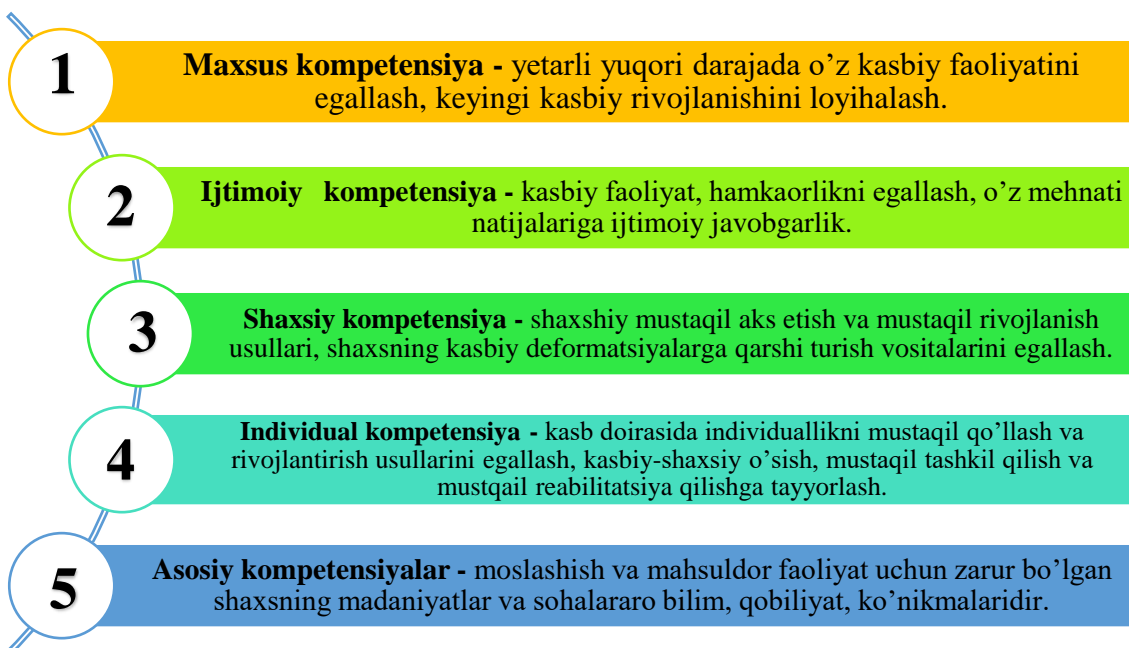 1
Maxsus kompetensiya - yetarli yuqori darajada o’z kasbiy faoliyatini
egallash, keyingi kasbiy rivojlanishini loyihalash.
2
Ijtimoiy kompetensiya - kasbiy faoliyat, hamkaorlikni egallash, o’z mehnati
natijalariga ijtimoiy javobgarlik.
3
Shaxsiy kompetensiya - shaxshiy mustaqil aks etish va mustaqil rivojlanish
usullari, shaxsning kasbiy deformatsiyalarga qarshi turish vositalarini egallash.
4
Individual kompetensiya - kasb doirasida individuallikni mustaqil qo’llash va
rivojlantirish usullarini egallash, kasbiy-shaxsiy o’sish, mustaqil tashkil qilish va
mustqail reabilitatsiya qilishga tayyorlash.
5
Asosiy kompetensiyalar - moslashish va mahsuldor faoliyat uchun zarur bo’lgan
shaxsning madaniyatlar va sohalararo bilim, qobiliyat, ko’nikmalaridir.